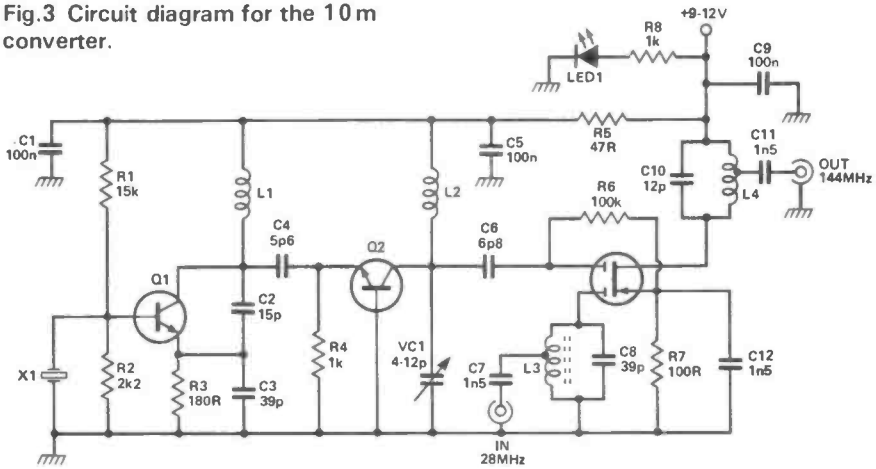 Fig.3 Circuit diagram for the 10m
converter.
+9-12V
R8
1k
LED1
C9
100n
C1
100n
R1
15k
L1
L2
C5
100n
R5
47R
C10
12p
L4
C11
1n5
OUT
144MHz
C4
5p6
Q2
C6
6p8
R6
100k
Q1
C2
15p
X1
R2
2k2
R3
180R
C3
39p
R4
1k
VC1
4-12p
C7
1n5
L3
C8
39p
R7
100R
C12
1n5
IN
28MHz